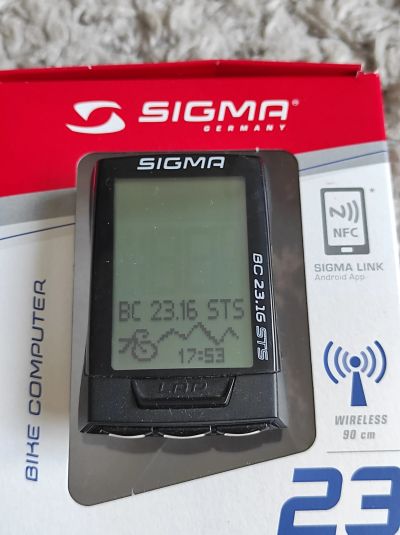 SIGMA
GERMANY
SIGMA
NFC
SIGMA LINK
Android App
BC 23.16 STS
BC 23.16 STS
17:53
LAP
BIKE COMPUTER
WIRELESS
90 cm
23